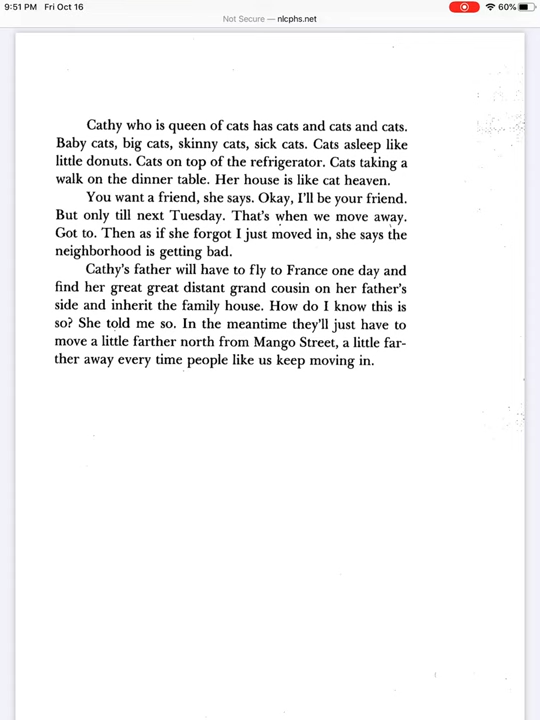 9:51 PM Fri Oct 16
60%
Not Secure — nlcphs.net
Cathy who is queen of cats has cats and cats and cats.
Baby cats, big cats, skinny cats, sick cats. Cats asleep like
little donuts. Cats on top of the refrigerator. Cats taking a
walk on the dinner table. Her house is like cat heaven.
You want a friend, she says. Okay, I'll be your friend.
But only till next Tuesday. That's when we move away.
Got to. Then as if she forgot I just moved in, she says the
neighborhood is getting bad.
Cathy's father will have to fly to France one day and
find her great great distant grand cousin on her father's
side and inherit the family house. How do I know this is
so? She told me so. In the meantime they'll just have to
move a little farther north from Mango Street, a little far-
ther away every time people like us keep moving in.